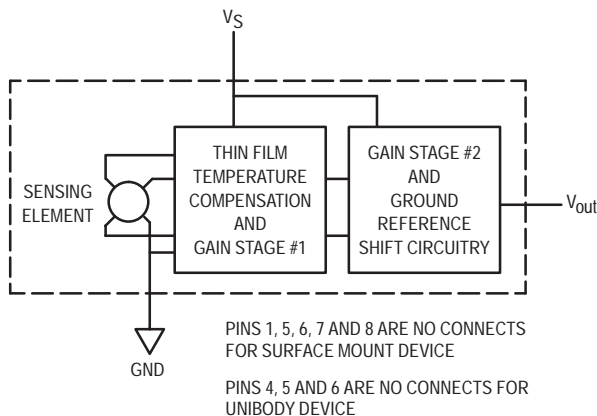 VS
SENSING
ELEMENT
THIN FILM
TEMPERATURE
COMPENSATION
AND
GAIN STAGE #1
GAIN STAGE #2
AND
GROUND
REFERENCE
SHIFT CIRCUITRY
Vout
GND
PINS 1, 5, 6, 7 AND 8 ARE NO CONNECTS
FOR SURFACE MOUNT DEVICE
PINS 4, 5 AND 6 ARE NO CONNECTS FOR
UNIBODY DEVICE